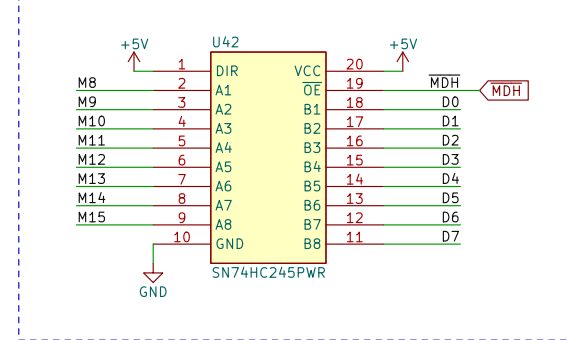 U42
+5V +5V
1 DIR VCC 20
M8 2 A1 OE 19 MDH MDH
M9 3 A2 B1 18 D0
M10 4 A3 B2 17 D1
M11 5 A4 B3 16 D2
M12 6 A5 B4 15 D3
M13 7 A6 B5 14 D4
M14 8 A7 B6 13 D5
M15 9 A8 B7 12 D6
10 GND B8 11 D7
SN74HC245PWR
GND